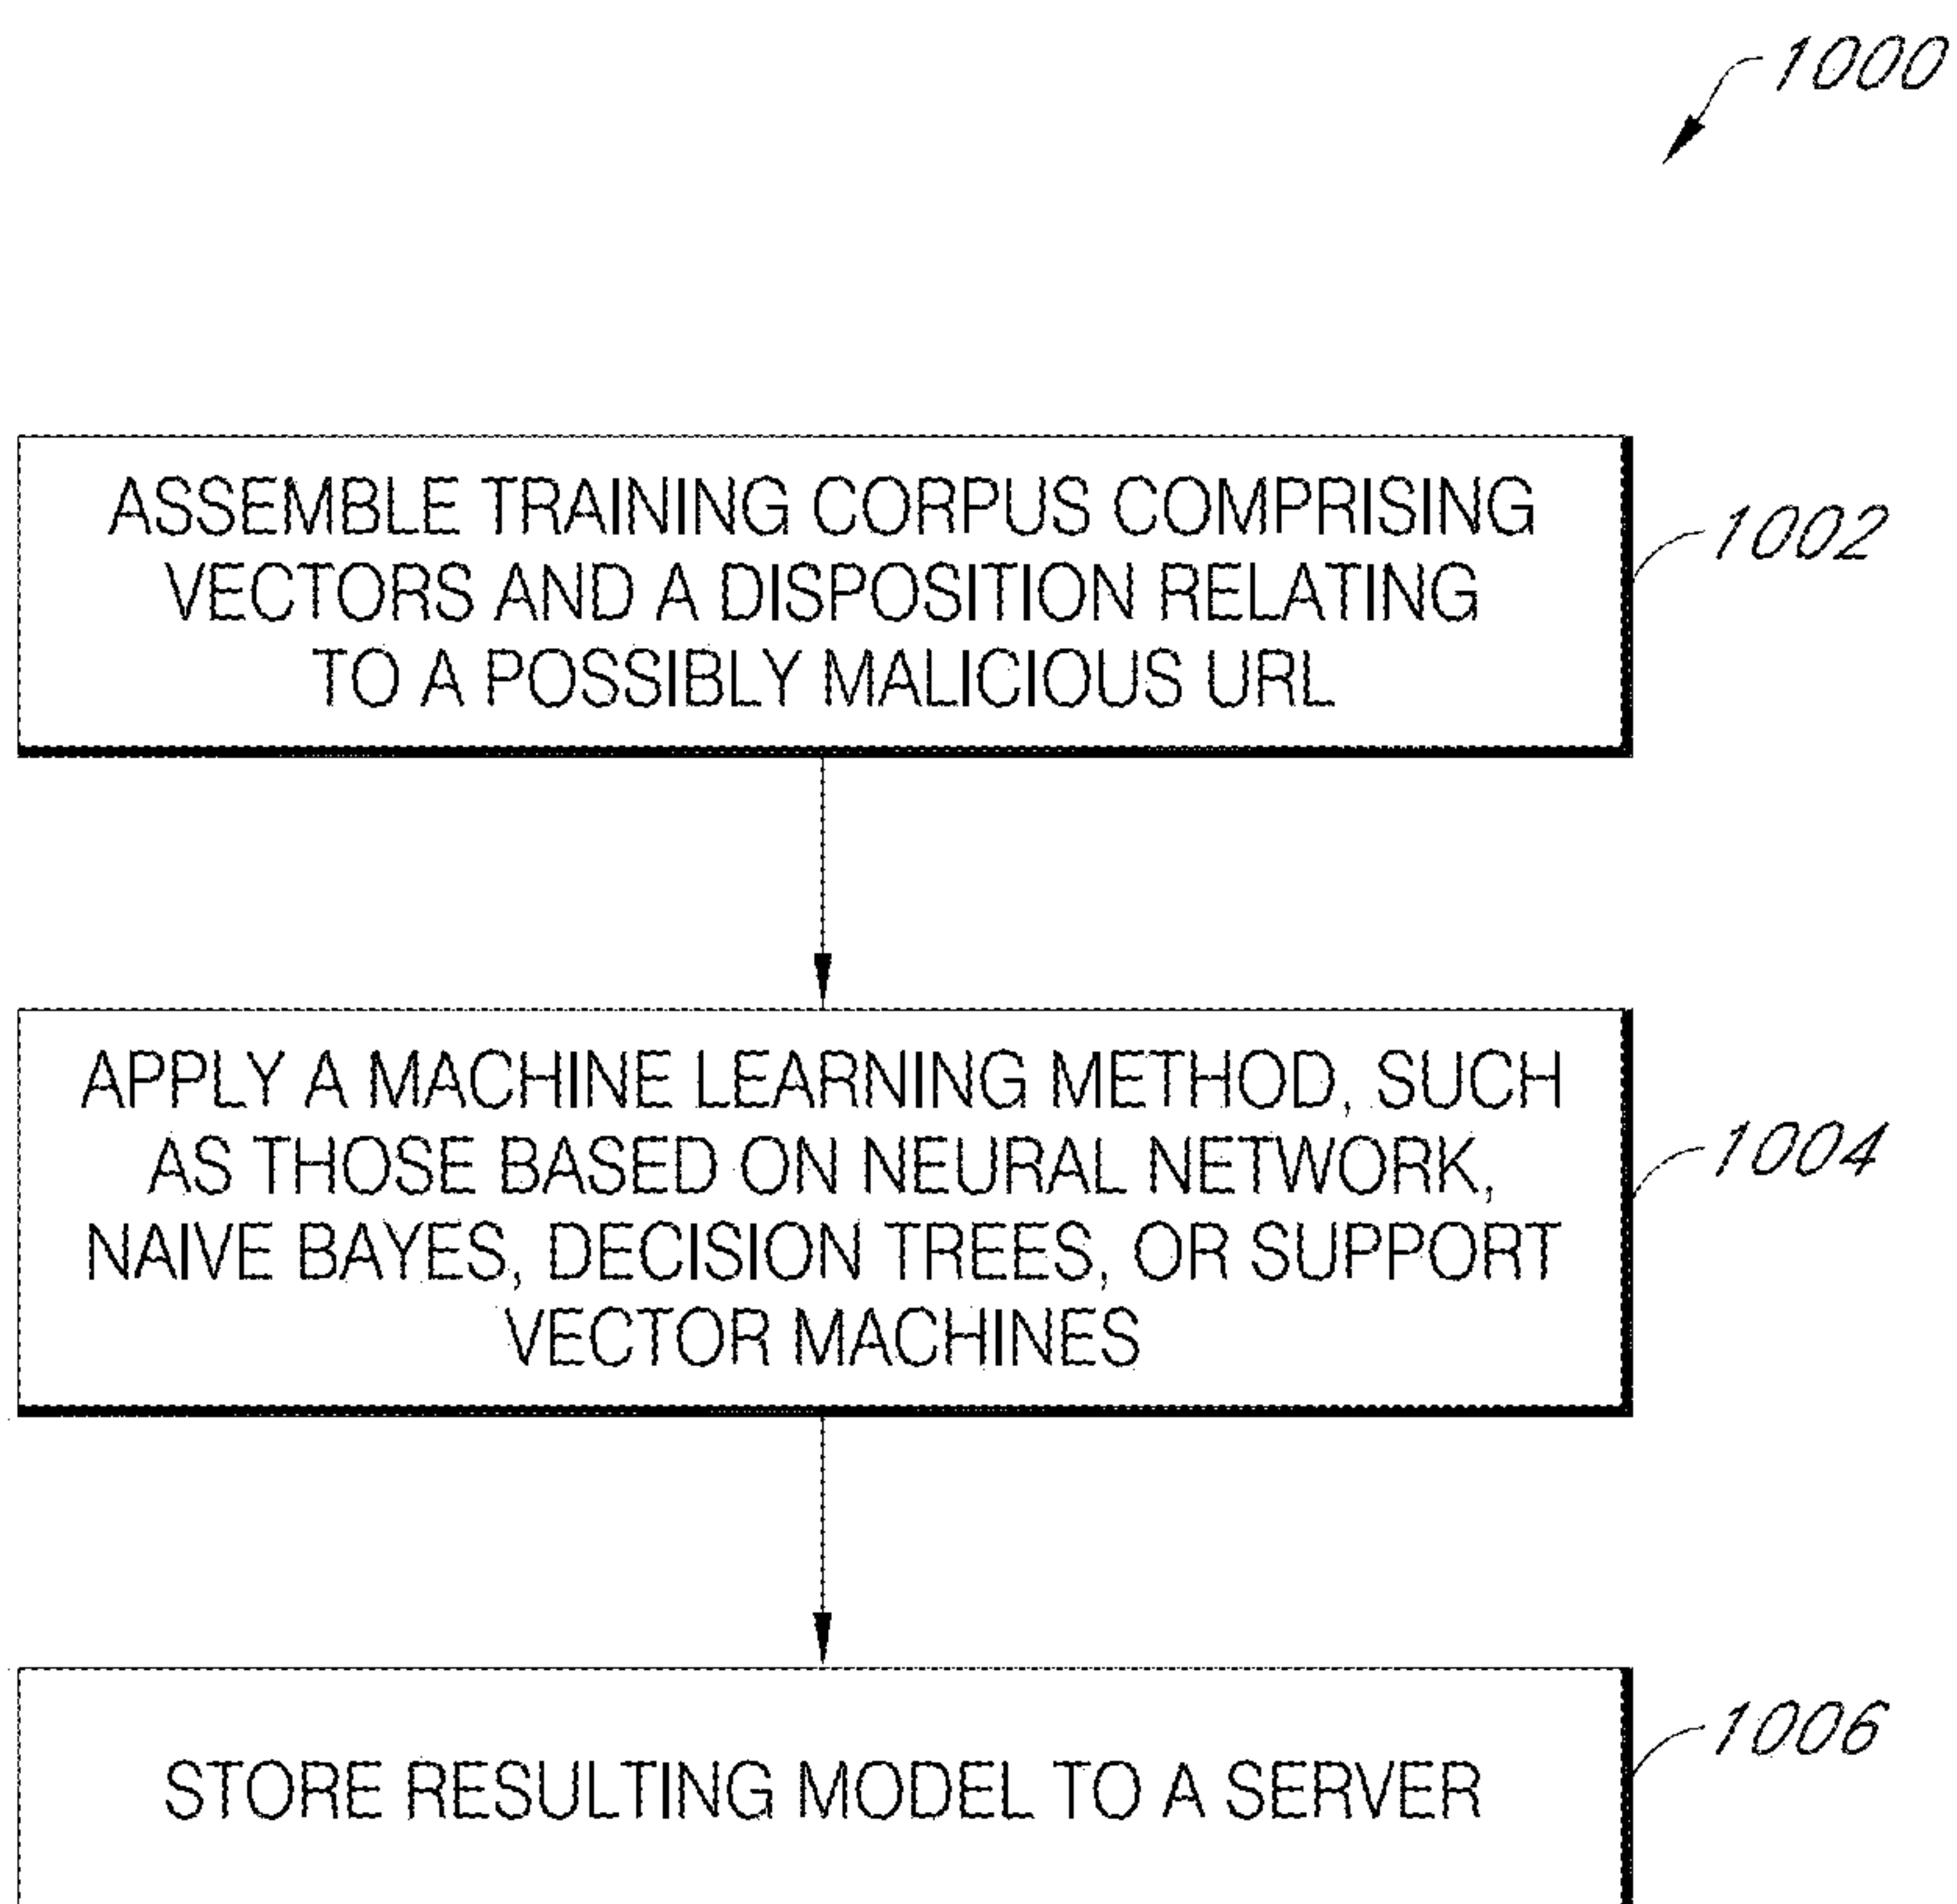 1000
ASSEMBLE TRAINING CORPUS COMPRISING
VECTORS AND A DISPOSITION RELATING
TO A POSSIBLY MALICIOUS URL
1002
APPLY A MACHINE LEARNING METHOD, SUCH
AS THOSE BASED ON NEURAL NETWORK,
NAIVE BAYES, DECISION TREES, OR SUPPORT
VECTOR MACHINES
1004
STORE RESULTING MODEL TO A SERVER
1006